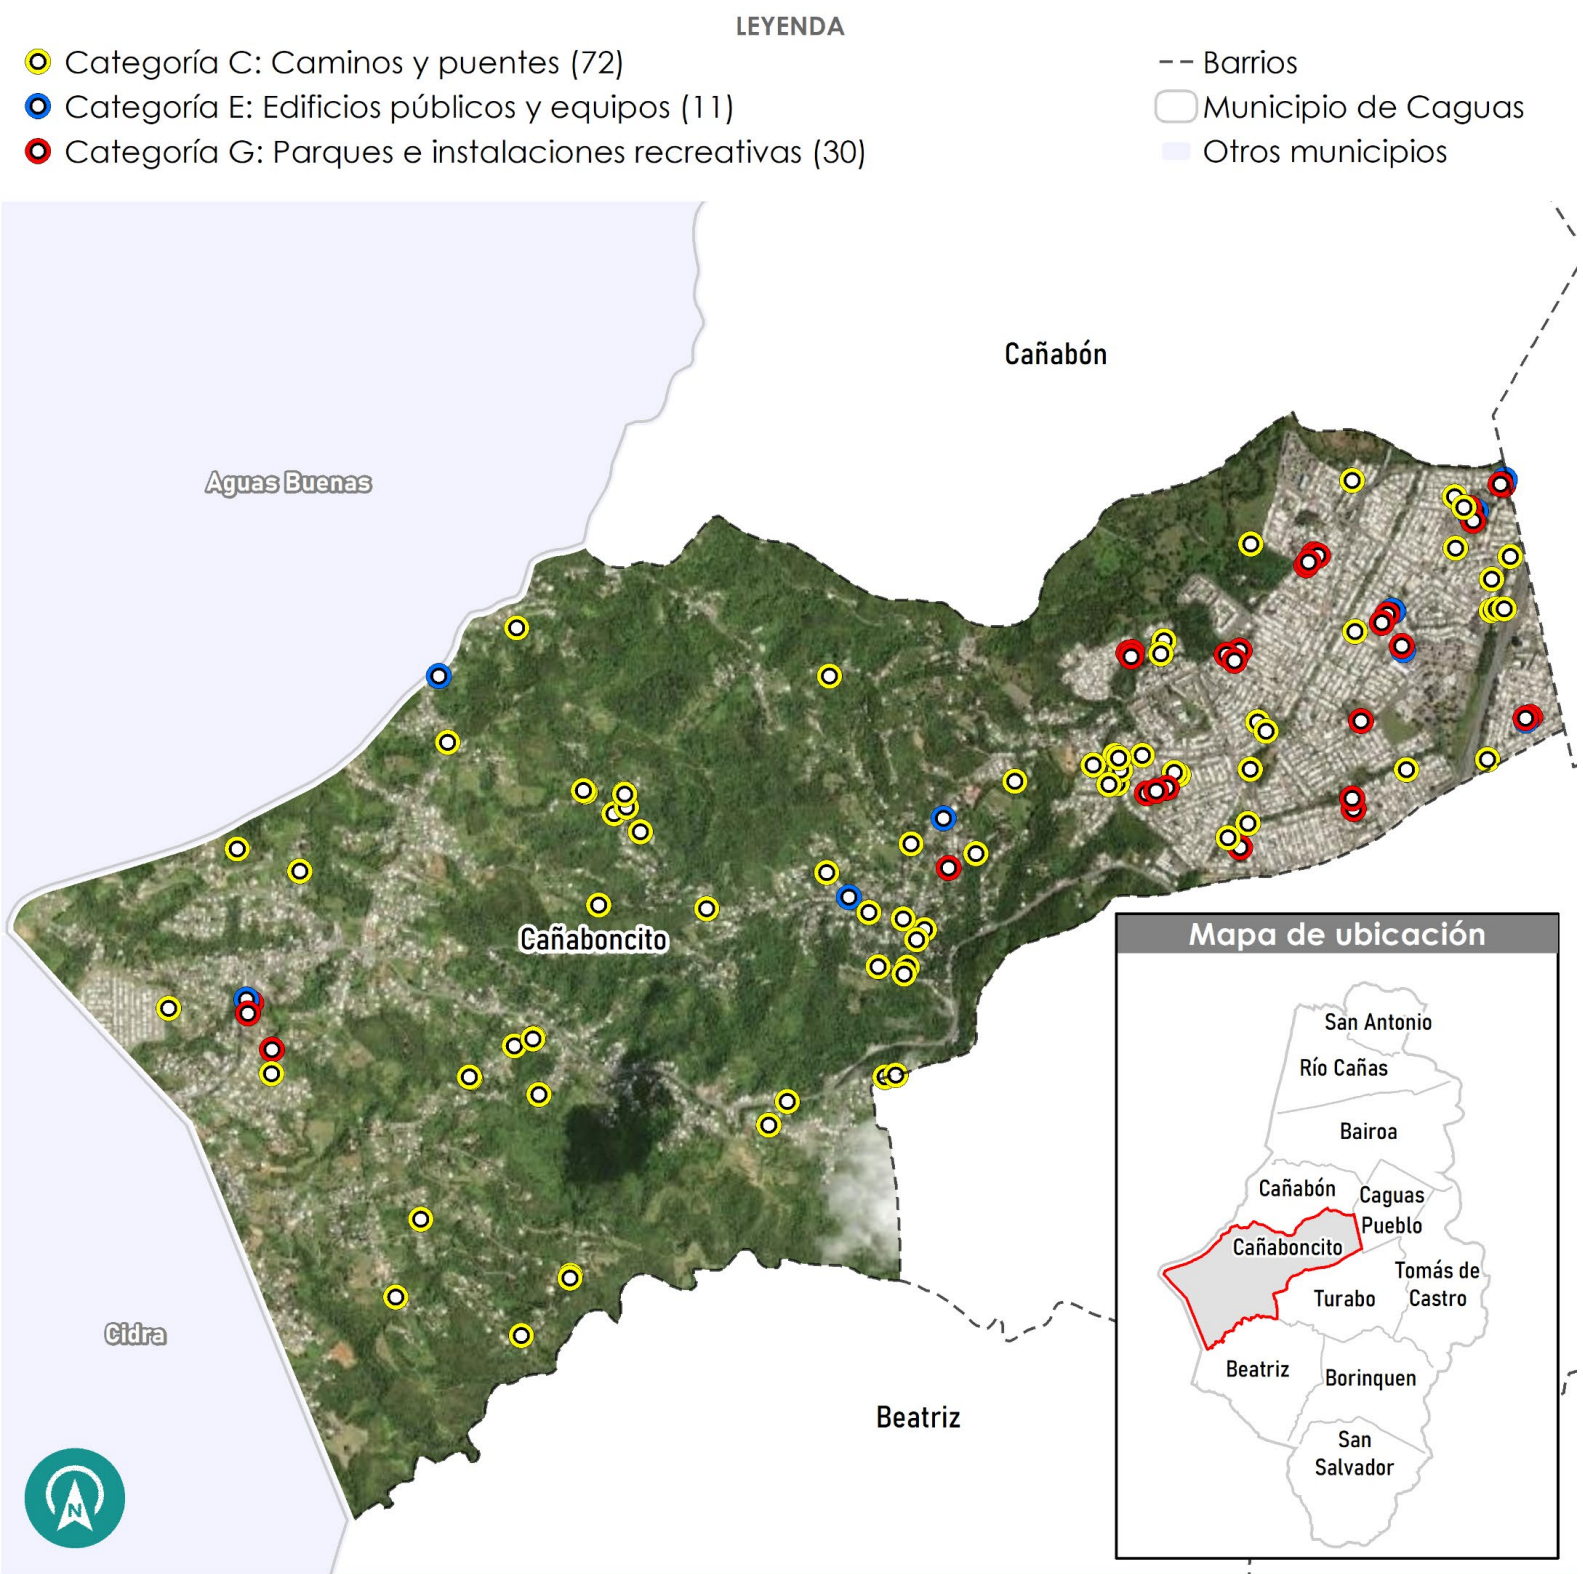 LEYENDA
Categoría C: Caminos y puentes (72)
Categoría E: Edificios públicos y equipos (11)
Categoría G: Parques e instalaciones recreativas (30)
Barrios
Municipio de Caguas
Otros municipios
Cañabón
Aguas Buenas
Cañaboncito
Cidra
Beatriz
N
Mapa de ubicación
San Antonio
Río Cañas
Bairoa
Cañabón
Caguas
Pueblo
Cañaboncito
Tomás de
Castro
Turabo
Beatriz
Borinquen
San
Salvador